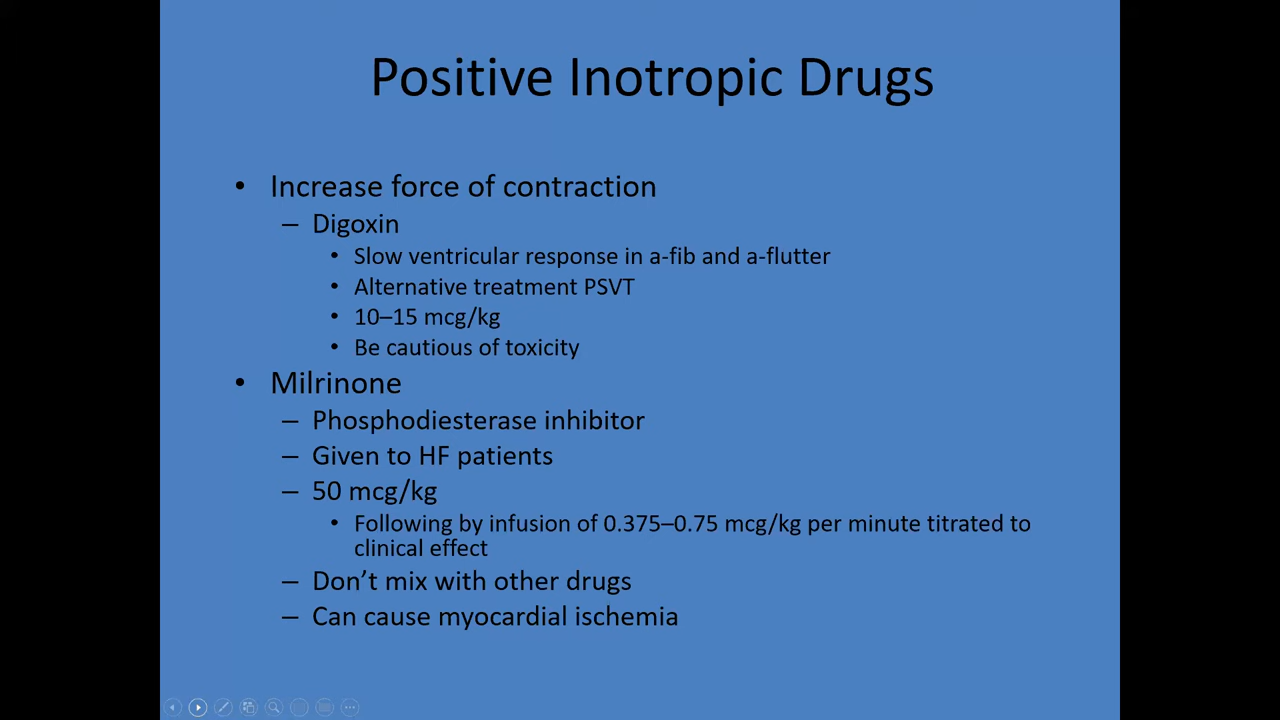 Positive Inotropic Drugs
• Increase force of contraction
– Digoxin
• Slow ventricular response in a-fib and a-flutter
• Alternative treatment PSVT
• 10–15 mcg/kg
• Be cautious of toxicity
• Milrinone
– Phosphodiesterase inhibitor
– Given to HF patients
– 50 mcg/kg
• Following by infusion of 0.375–0.75 mcg/kg per minute titrated to
clinical effect
– Don’t mix with other drugs
– Can cause myocardial ischemia